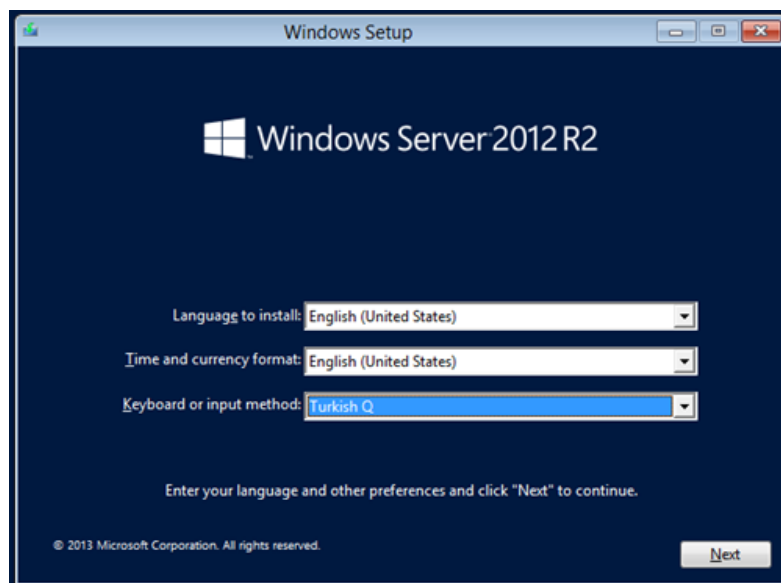 Windows Setup
Windows Server 2012 R2
Language to install: English (United States)
Time and currency format: English (United States)
Keyboard or input method: Turkish Q
Enter your language and other preferences and click "Next" to continue.
© 2013 Microsoft Corporation. All rights reserved.
Next